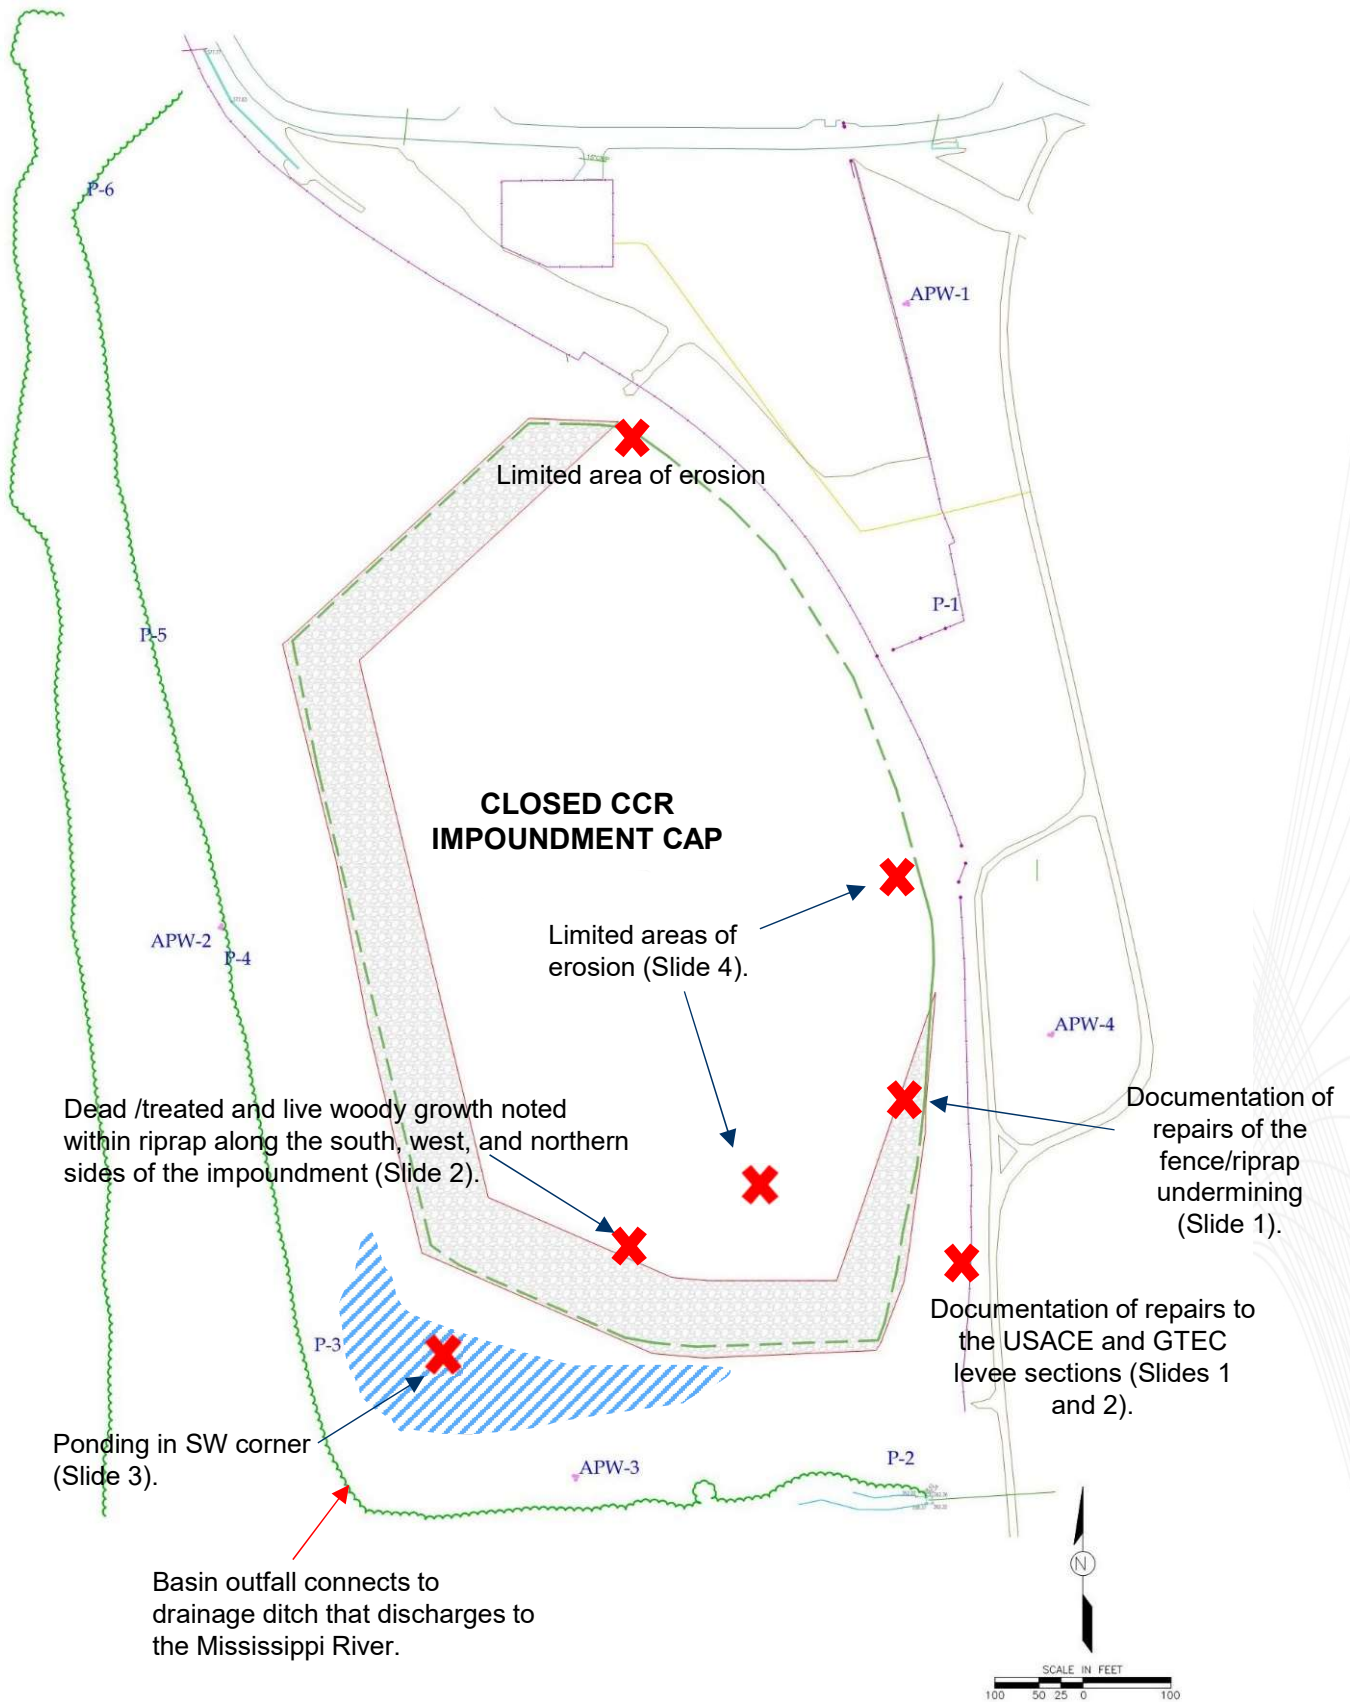 P-6
APW-1
Limited area of erosion
P-1
P-5
CLOSED CCR
IMPOUNDMENT CAP
Limited areas of
erosion (Slide 4).
APW-2
P-4
APW-4
Dead /treated and live woody growth noted
within riprap along the south, west, and northern
sides of the impoundment (Slide 2).
Documentation of
repairs of the
fence/riprap
undermining
(Slide 1).
Documentation of repairs to
the USACE and GTEC
levee sections (Slides 1
and 2).
P-3
Ponding in SW corner
(Slide 3).
APW-3
P-2
Basin outfall connects to
drainage ditch that discharges to
the Mississippi River.
N
SCALE IN FEET
100 50 25 0 100